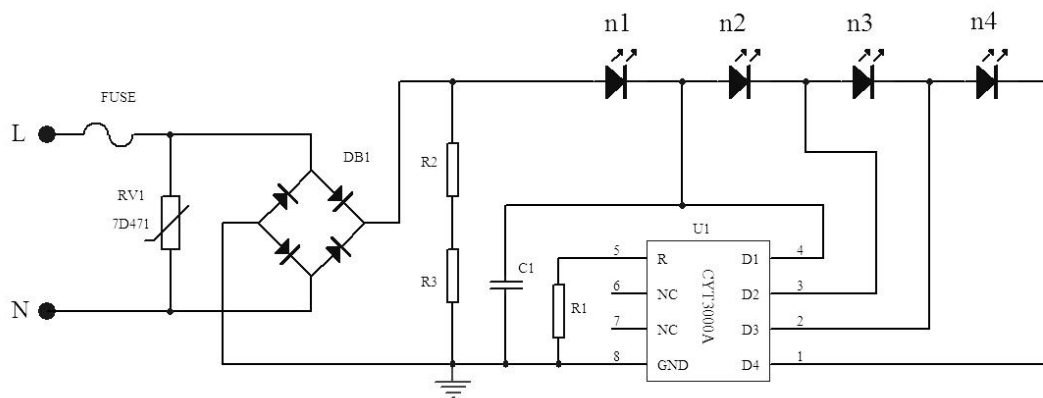 n1 n2 n3 n4
FUSE
L
DB1
R2
RV1
7D471
U1
C1
5 R D1 4
R3
6 NC D2 3
R1
CYT3000A
N
7 NC D3 2
8 GND D4 1